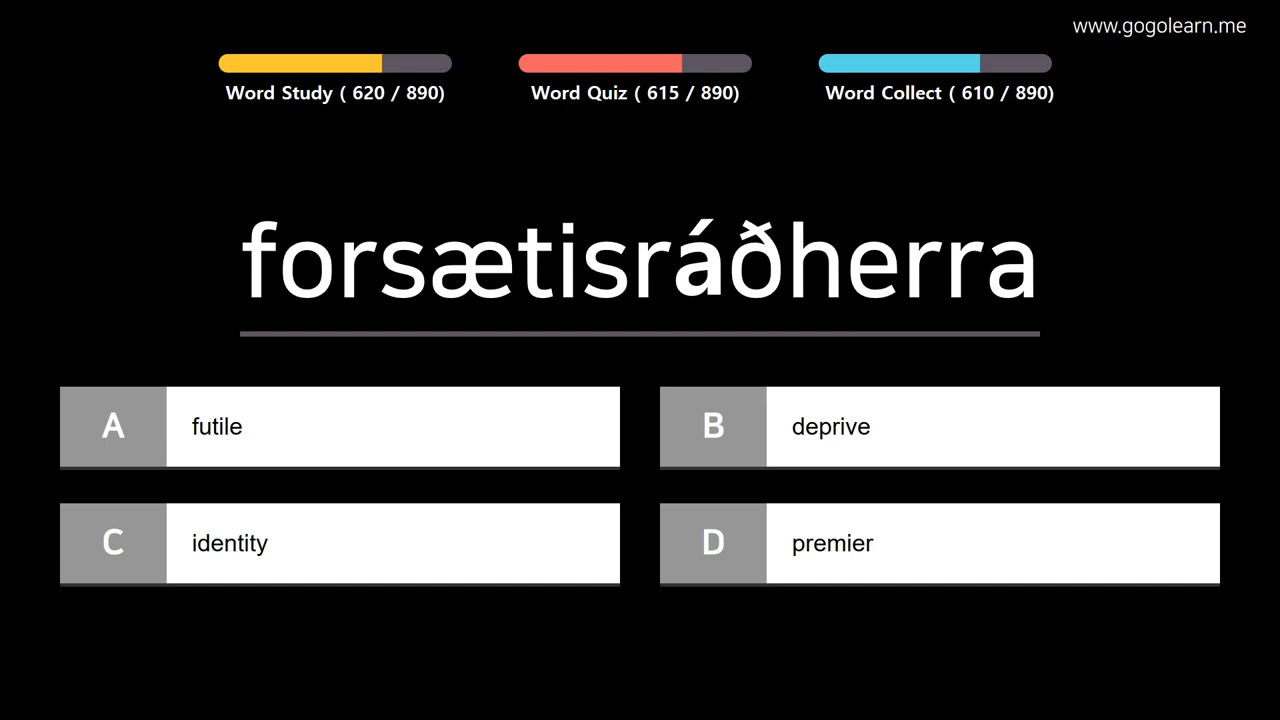 www.gogolearn.me
Word Study ( 620 / 890)
Word Quiz ( 615 / 890)
Word Collect ( 610 / 890)
forsætisráðherra
A futile
B deprive
C identity
D premier